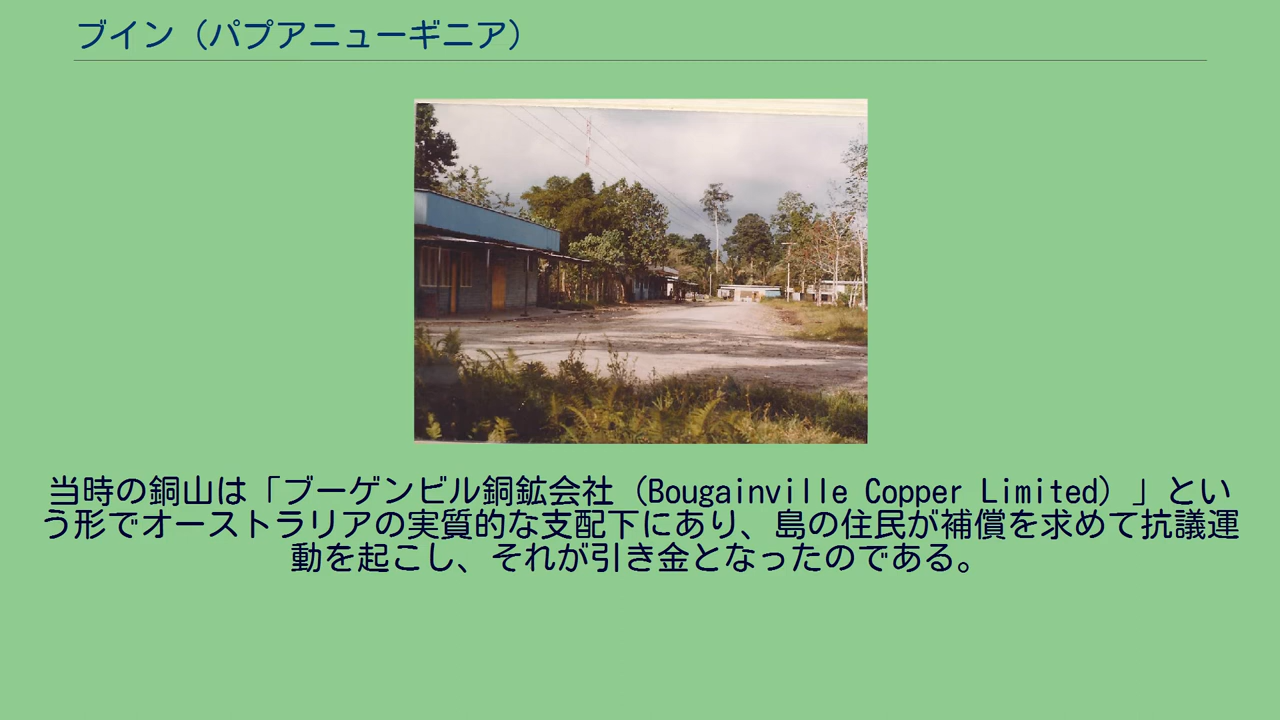 ブイン（パプアニューギニア）
当時の銅山は「ブーゲンビル銅鉱会社（Bougainville Copper Limited）」とい
う形でオーストラリアの実質的な支配下にあり、島の住民が補償を求めて抗議運
動を起こし、それが引き金となったのである。